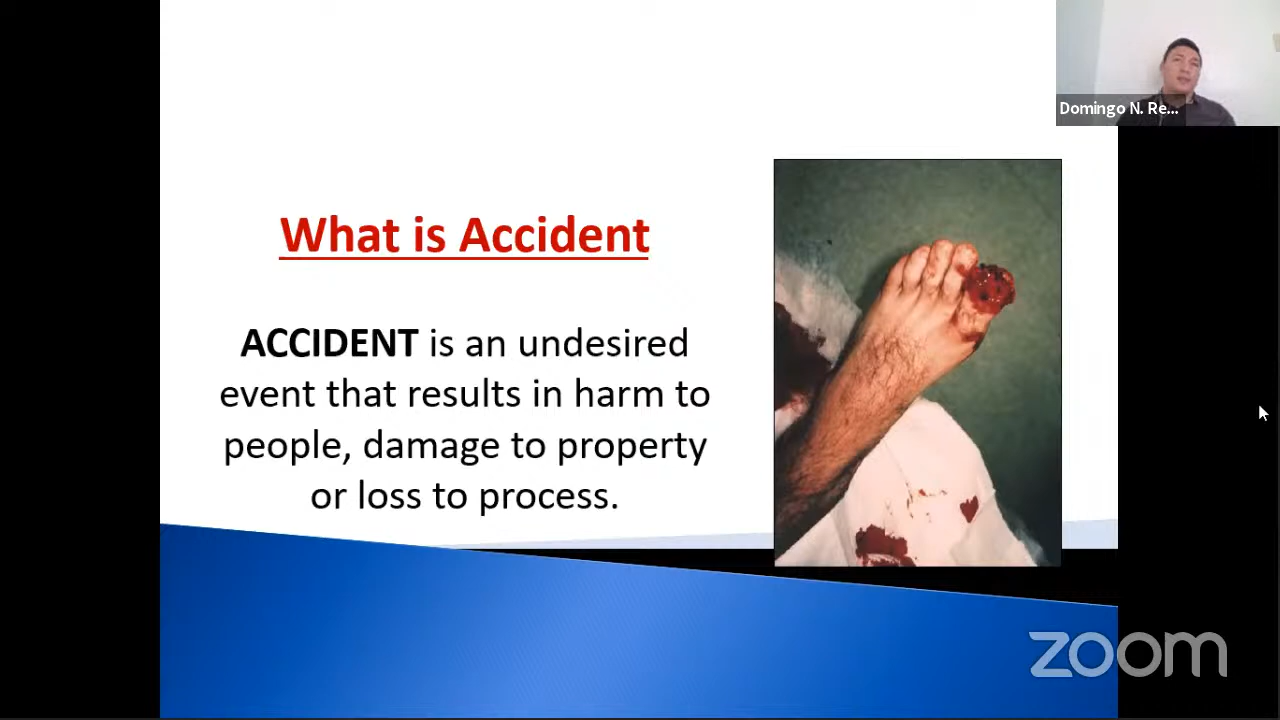 Domingo N. Re...
What is Accident
ACCIDENT is an undesired
event that results in harm to
people, damage to property
or loss to process.
zoom